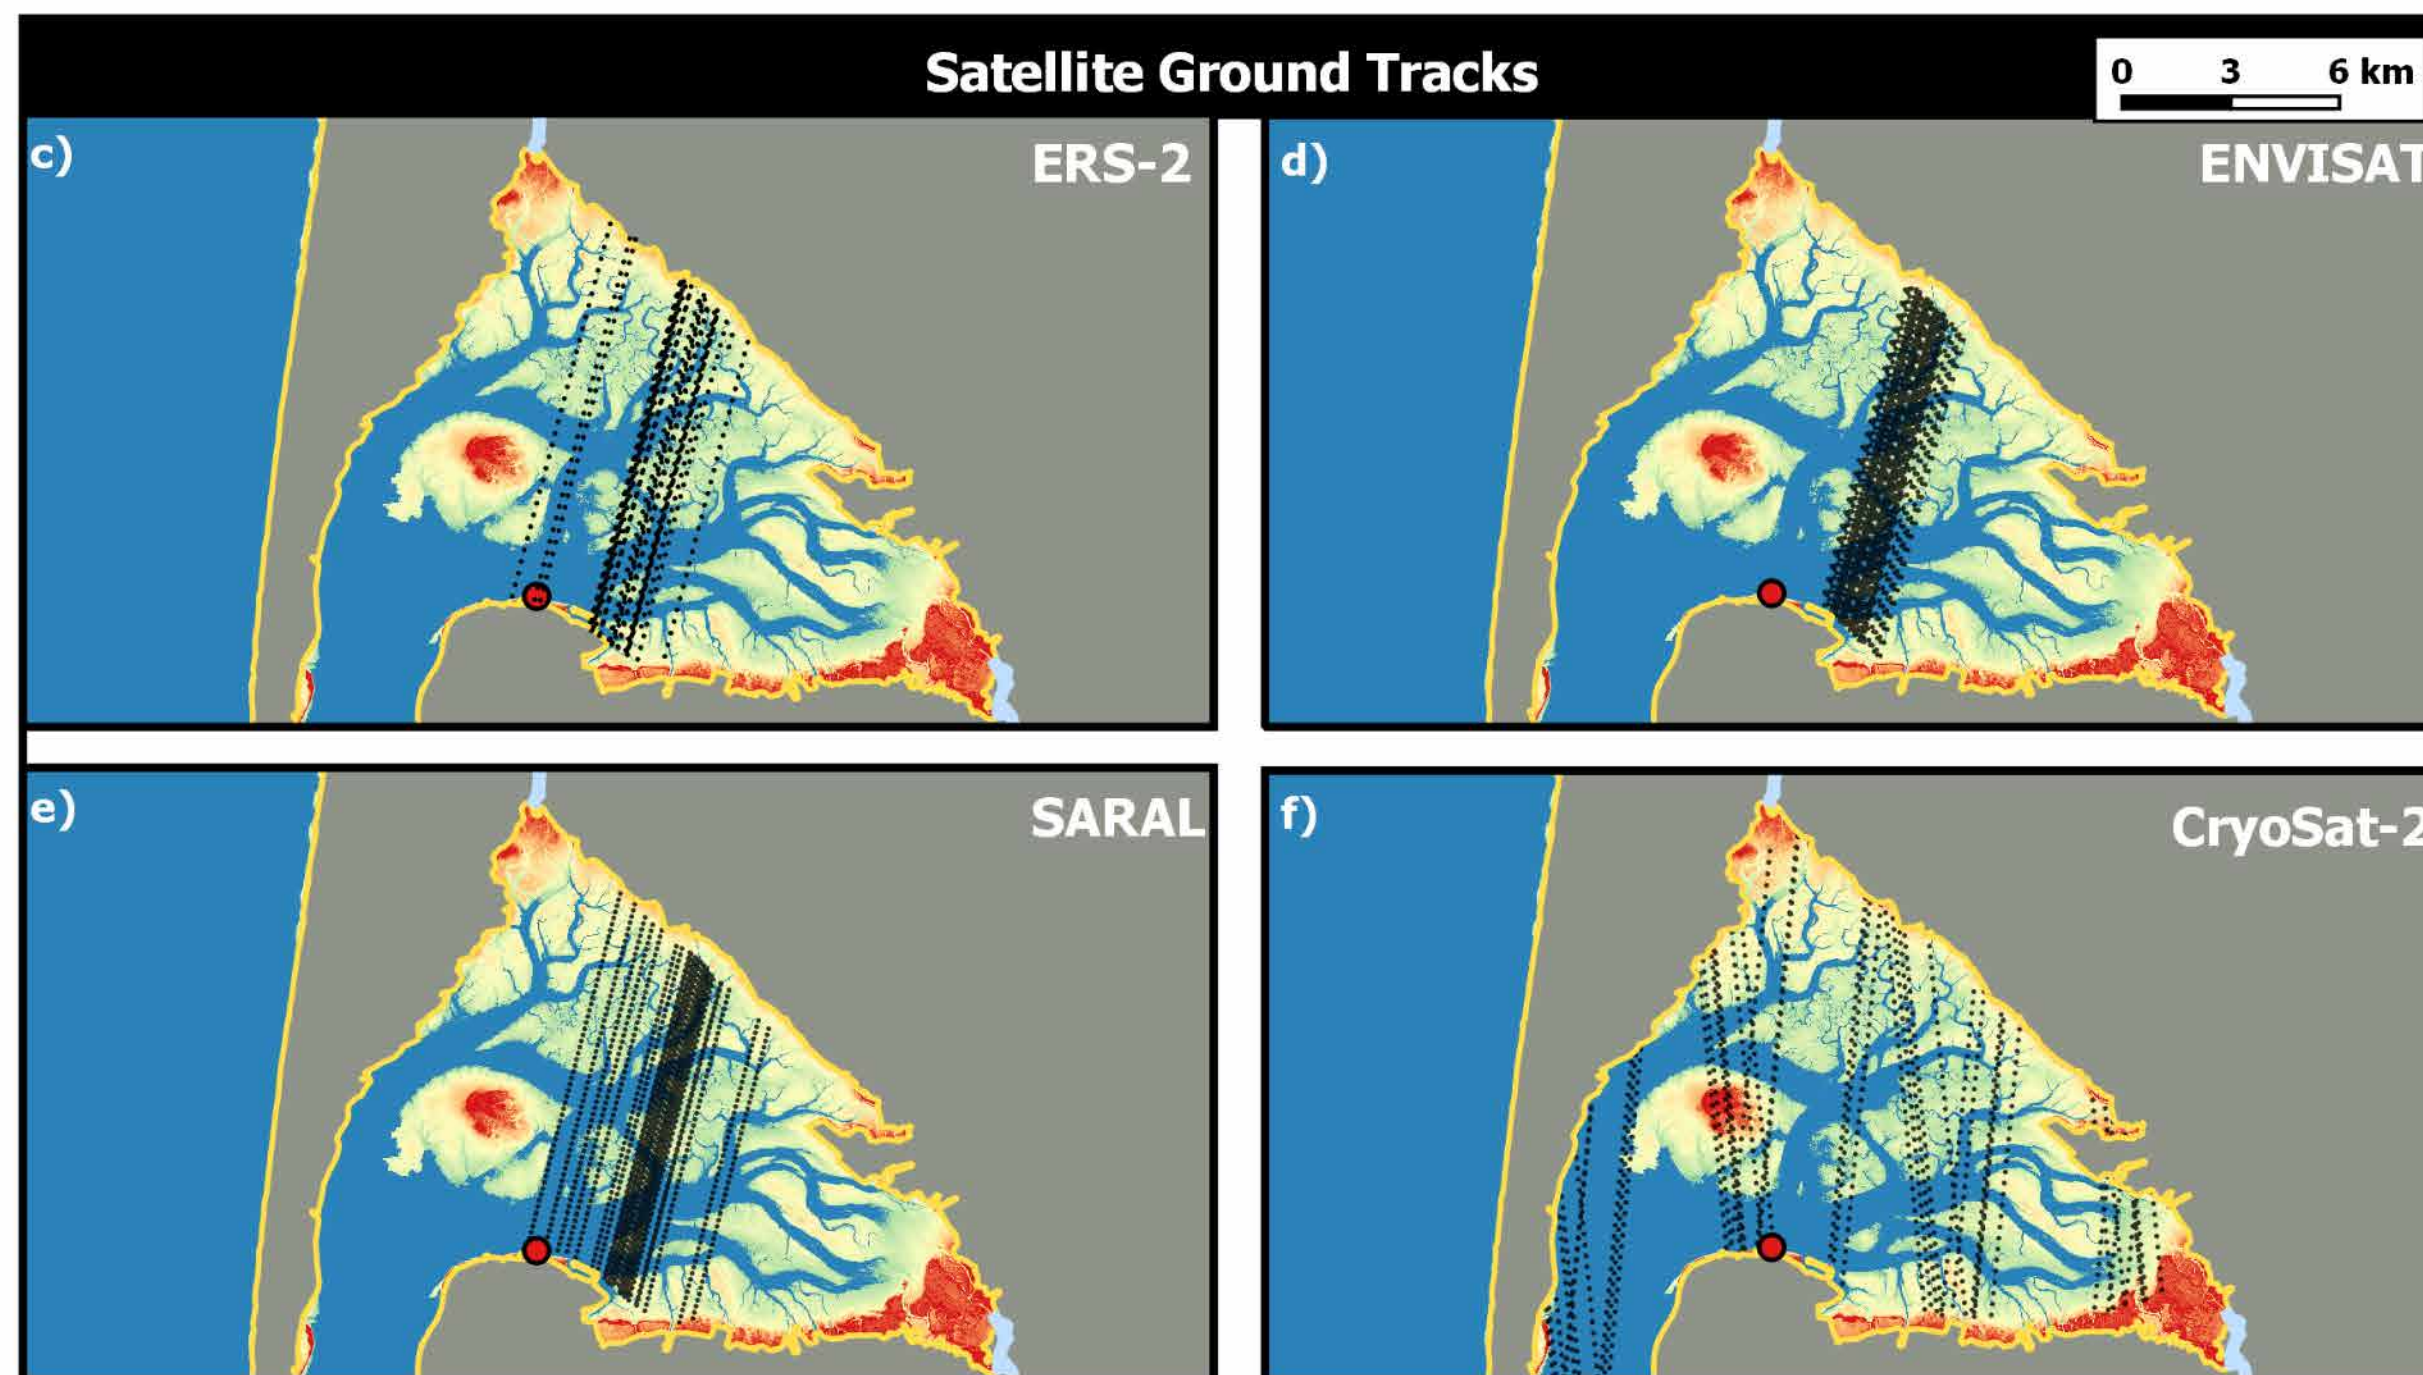 Satellite Ground Tracks
0 3 6 km
c)
ERS-2
d)
ENVISAT
e)
SARAL
f)
CryoSat-2